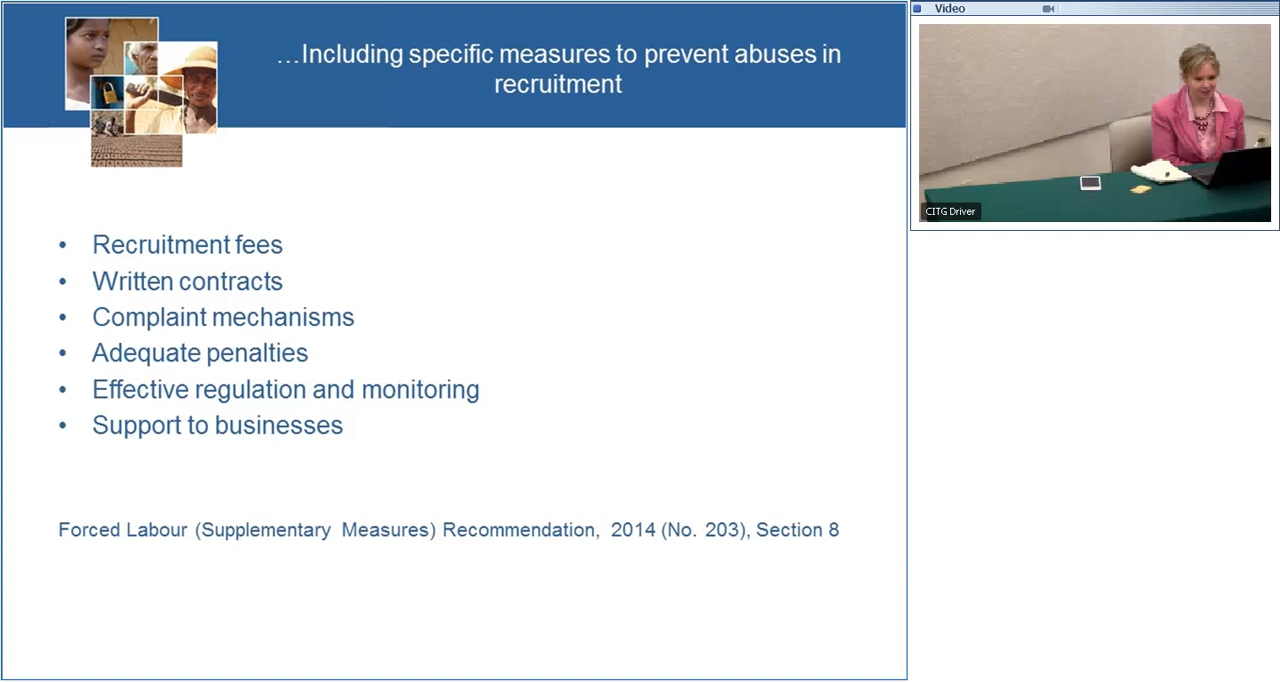 …Including specific measures to prevent abuses in
recruitment
• Recruitment fees
• Written contracts
• Complaint mechanisms
• Adequate penalties
• Effective regulation and monitoring
• Support to businesses
Forced Labour (Supplementary Measures) Recommendation, 2014 (No. 203), Section 8
Video
CITG Driver